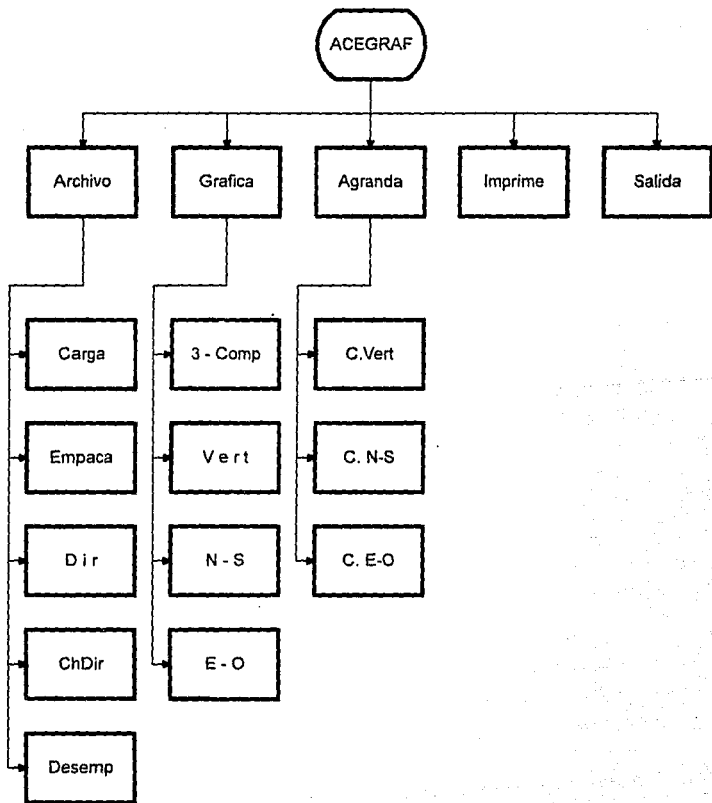 ACEGRAF
Archivo
Grafica
Agranda
Imprime
Salida
Carga
3 - Comp
C.Vert
Empaca
V e r t
C. N-S
D i r
N - S
C. E-O
ChDir
E - O
Desemp